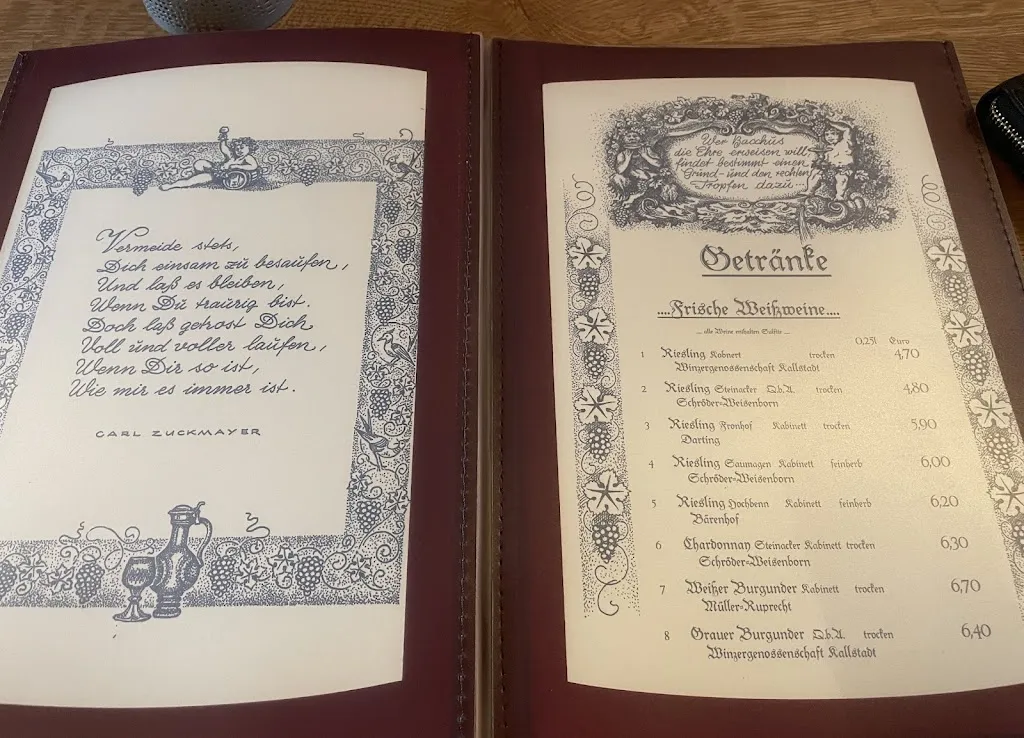 Vermeide stets,
Dich einsam zu besaufen,
Und laß es bleiben,
Wenn Du traurig bist.
Doch laß getrost Dich
Voll und voller laufen,
Wenn Dir so ist,
Wie mir es immer ist.
CARL ZUCKMAYER
Wer Bacchus
die Ehre erweisen will,
findet bestimmt einen
Grund- und den rechten
Tropfen dazu...
Getränke
....Frische Weißweine....
... alle Weine enthalten Sulfite ...
0,25l Euro
1 Riesling Kobnert trocken 4,70
Winzergenossenschaft Kallstadt
2 Riesling Steinacker Q.b.A. trocken 4,80
Schröder-Weisenborn
3 Riesling Fronhof Kabinett trocken 5,90
Darting
4 Riesling Saumagen Kabinett feinherb 6,00
Schröder-Weisenborn
5 Riesling Hochbenn Kabinett feinherb 6,20
Bärenhof
6 Chardonnay Steinacker Kabinett trocken 6,30
Schröder-Weisenborn
7 Weißer Burgunder Kabinett trocken 6,70
Müller-Ruprecht
8 Grauer Burgunder Q.b.A. trocken 6,40
Winzergenossenschaft Kallstadt